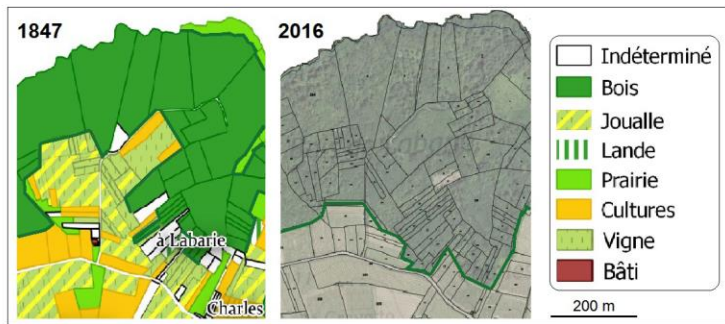 1847
2016
à Labarie
Charles
Indéterminé
Bois
Joualle
Lande
Prairie
Cultures
Vigne
Bâti
200 m